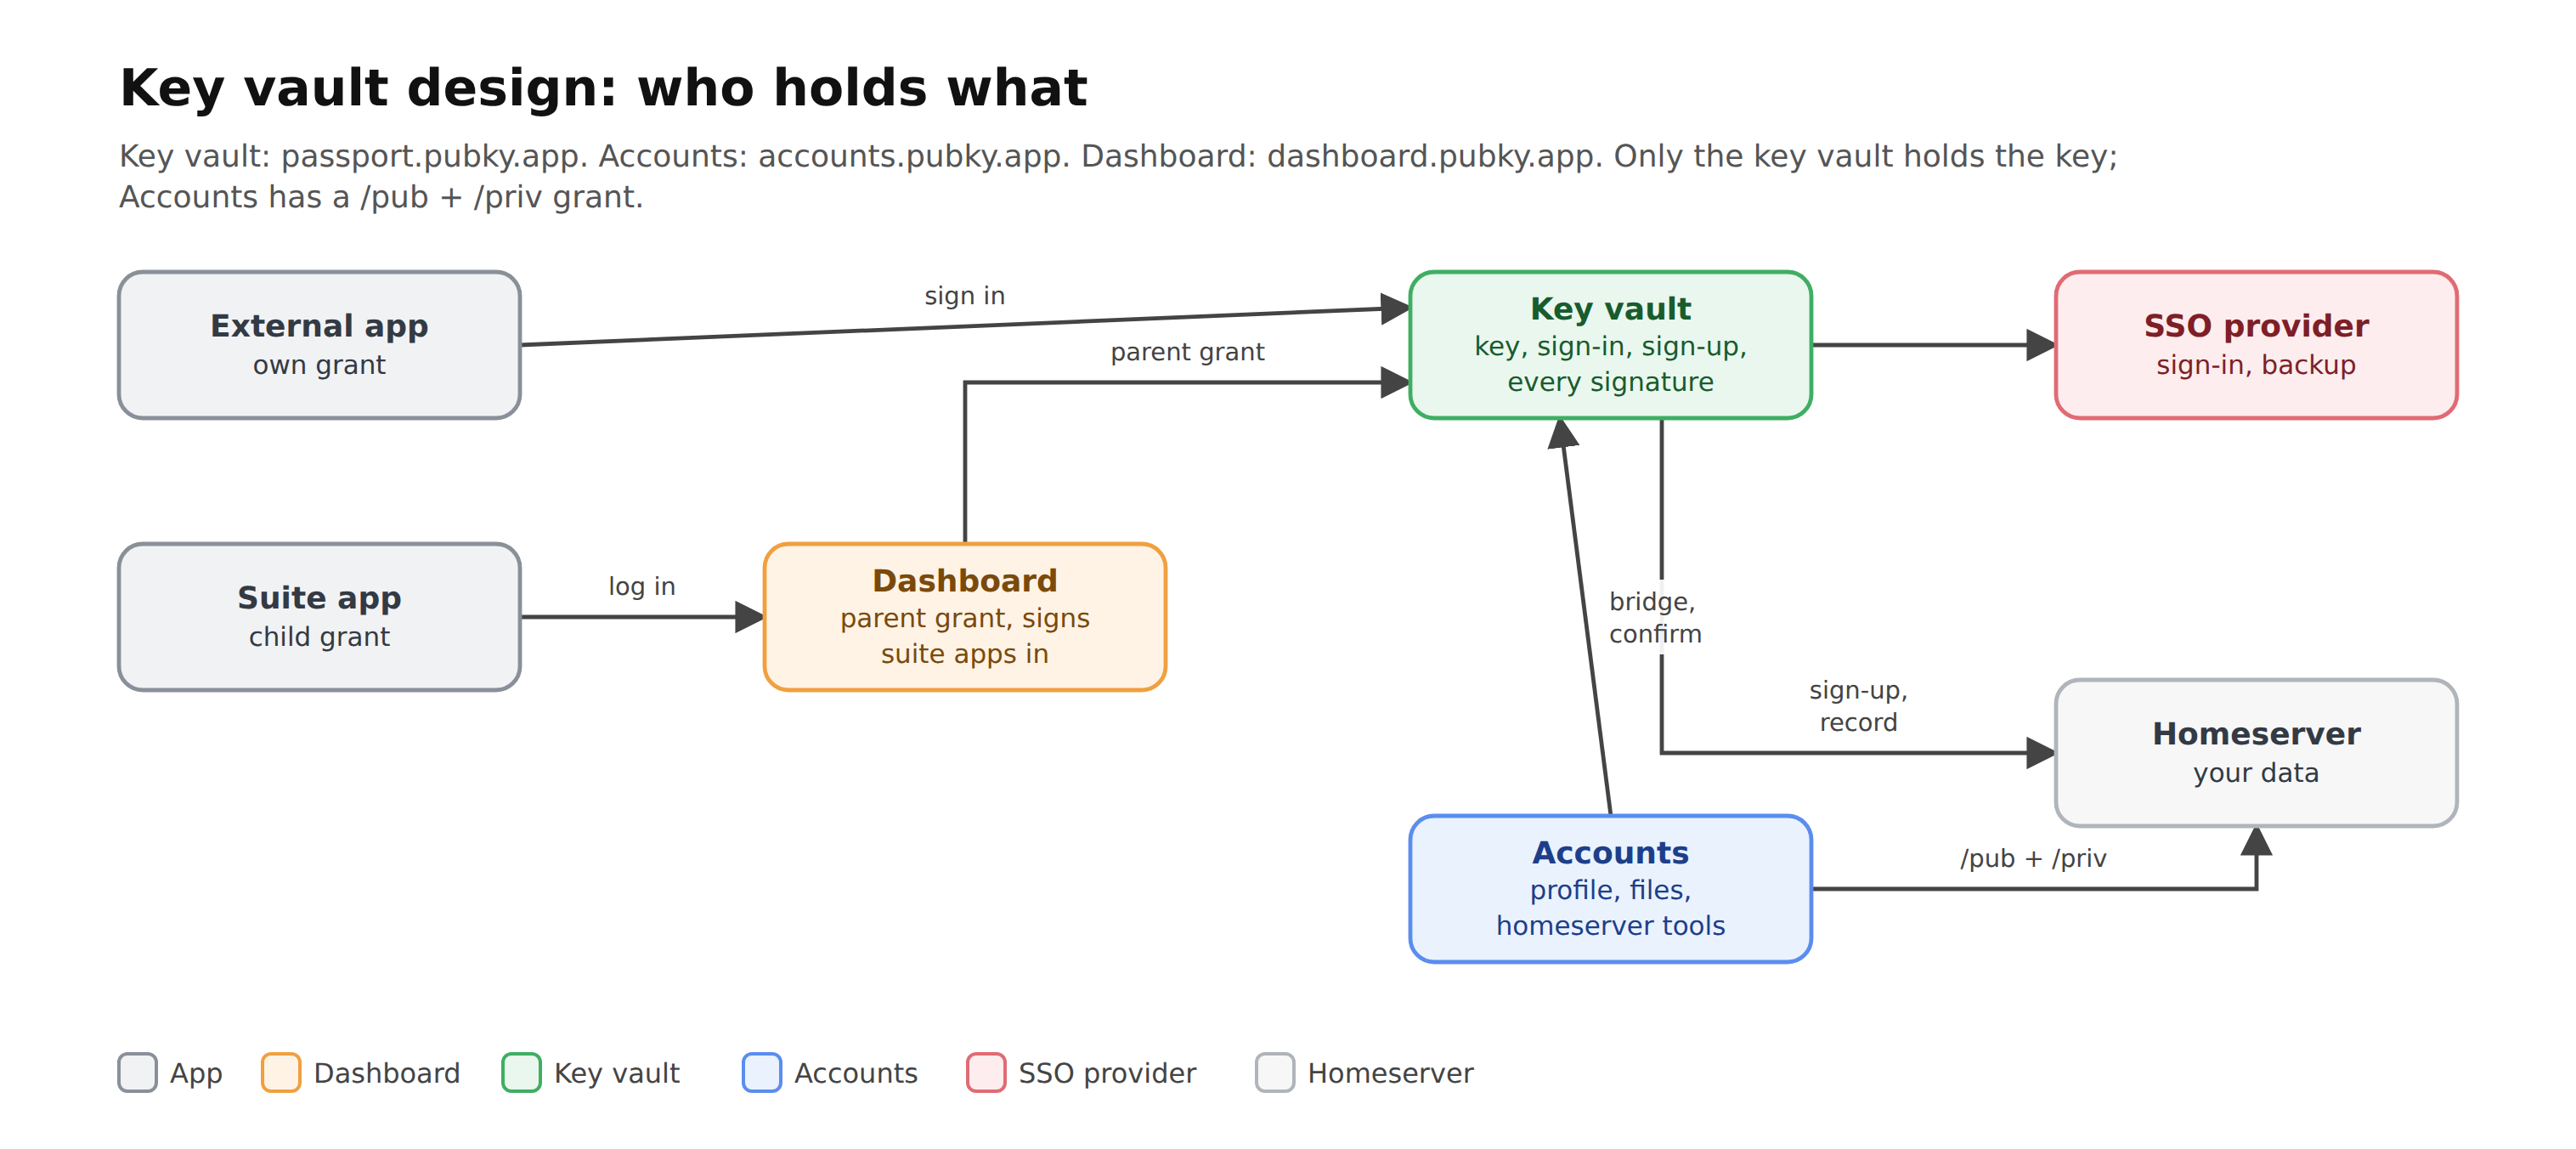 Key vault design: who holds what
Key vault: passport.pubky.app. Accounts: accounts.pubky.app. Dashboard: dashboard.pubky.app. Only the key vault holds the key;
Accounts has a /pub + /priv grant.
External app
own grant
sign in
parent grant
Key vault
key, sign-in, sign-up,
every signature
SSO provider
sign-in, backup
Suite app
child grant
log in
Dashboard
parent grant, signs
suite apps in
bridge,
confirm
sign-up,
record
Homeserver
your data
Accounts
profile, files,
homeserver tools
/pub + /priv
App
Dashboard
Key vault
Accounts
SSO provider
Homeserver